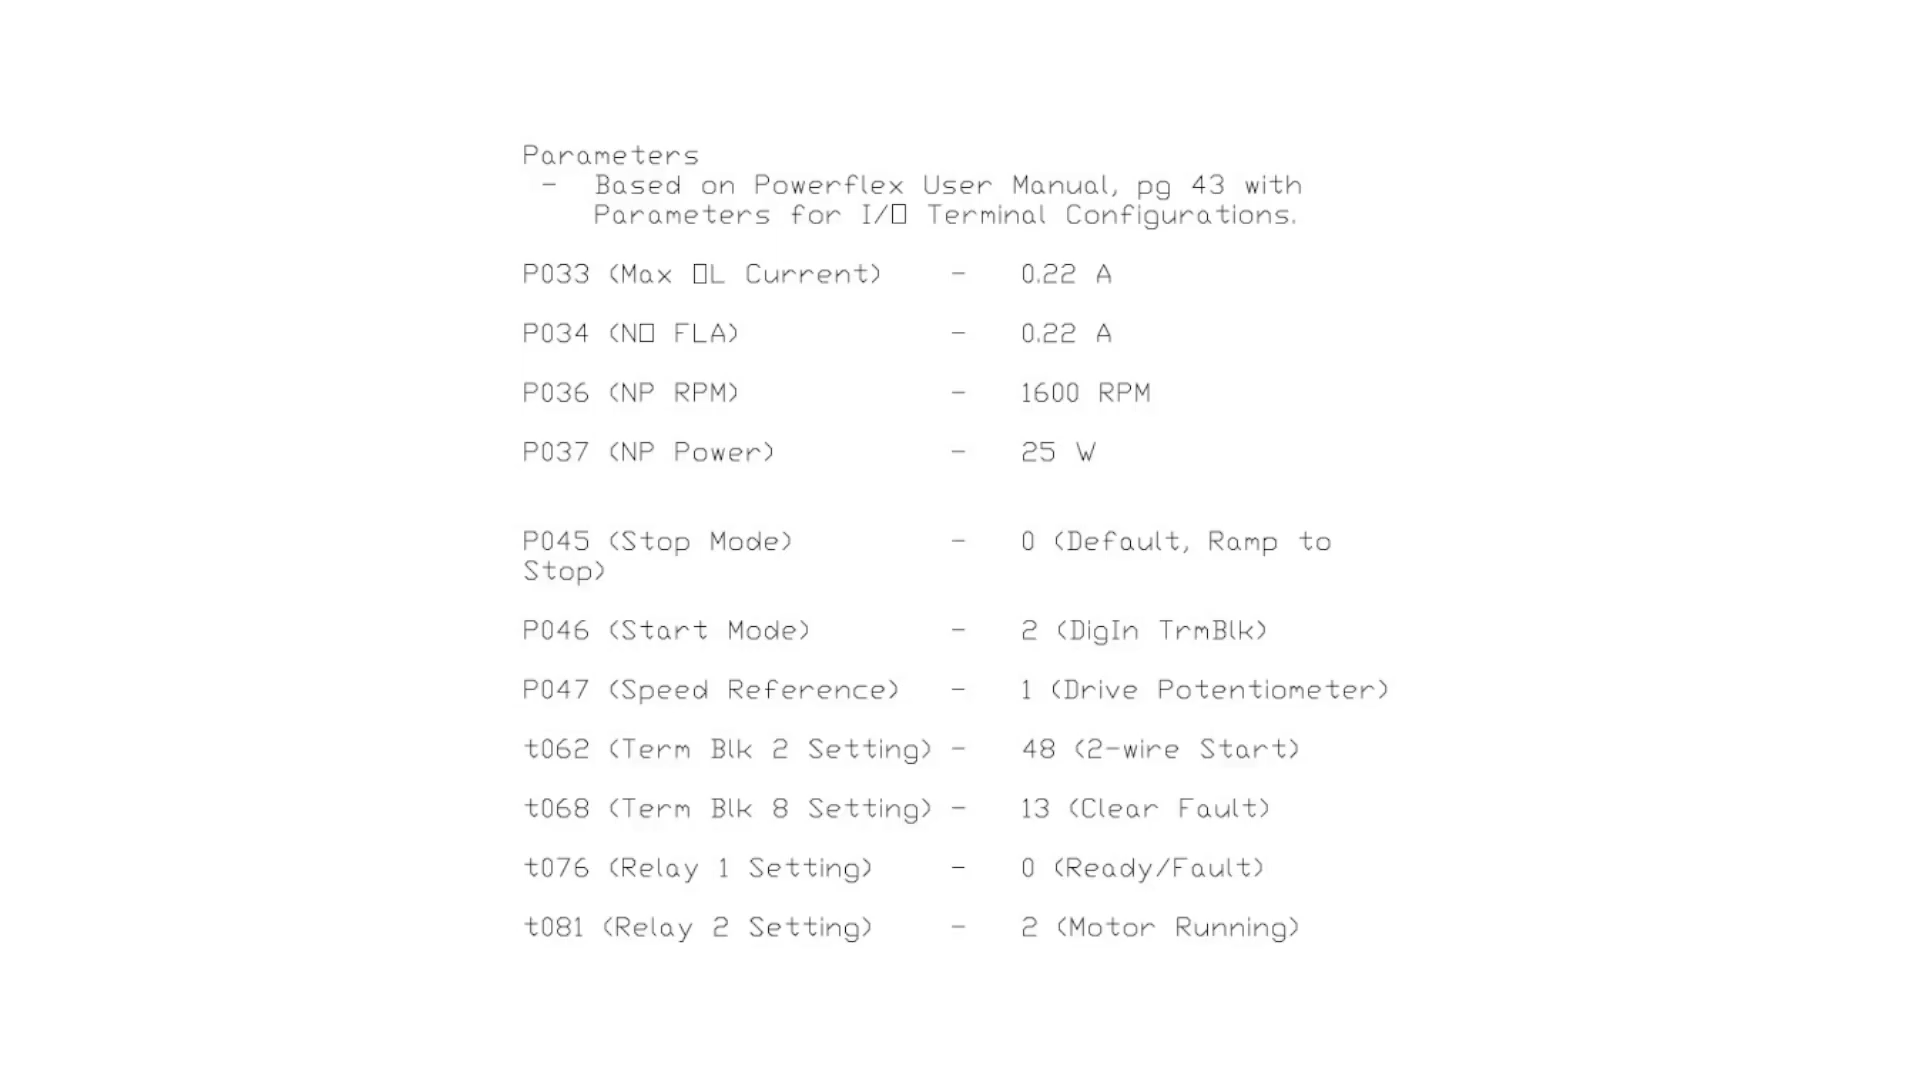 Parameters
- Based on Powerflex User Manual, pg 43 with
Parameters for I/O Terminal Configurations.
P033 (Max OL Current) - 0.22 A
P034 (NO FLA) - 0.22 A
P036 (NP RPM) - 1600 RPM
P037 (NP Power) - 25 W
P045 (Stop Mode) - 0 (Default, Ramp to
Stop)
P046 (Start Mode) - 2 (DigIn TrmBlk)
P047 (Speed Reference) - 1 (Drive Potentiometer)
t062 (Term Blk 2 Setting) - 48 (2-wire Start)
t068 (Term Blk 8 Setting) - 13 (Clear Fault)
t076 (Relay 1 Setting) - 0 (Ready/Fault)
t081 (Relay 2 Setting) - 2 (Motor Running)